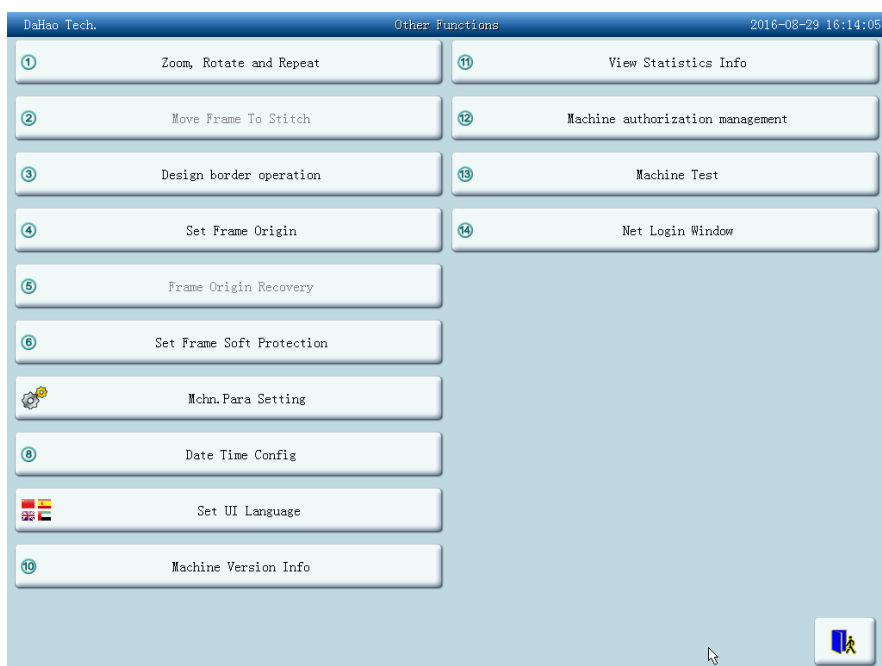 DaHao Tech. Other Functions 2016-08-29 16:14:05
① Zoom, Rotate and Repeat
② Move Frame To Stitch
③ Design border operation
④ Set Frame Origin
⑤ Frame Origin Recovery
⑥ Set Frame Soft Protection
Mchn.Para Setting
⑧ Date Time Config
Set UI Language
⑩ Machine Version Info
⑪ View Statistics Info
⑫ Machine authorization management
⑬ Machine Test
⑭ Net Login Window